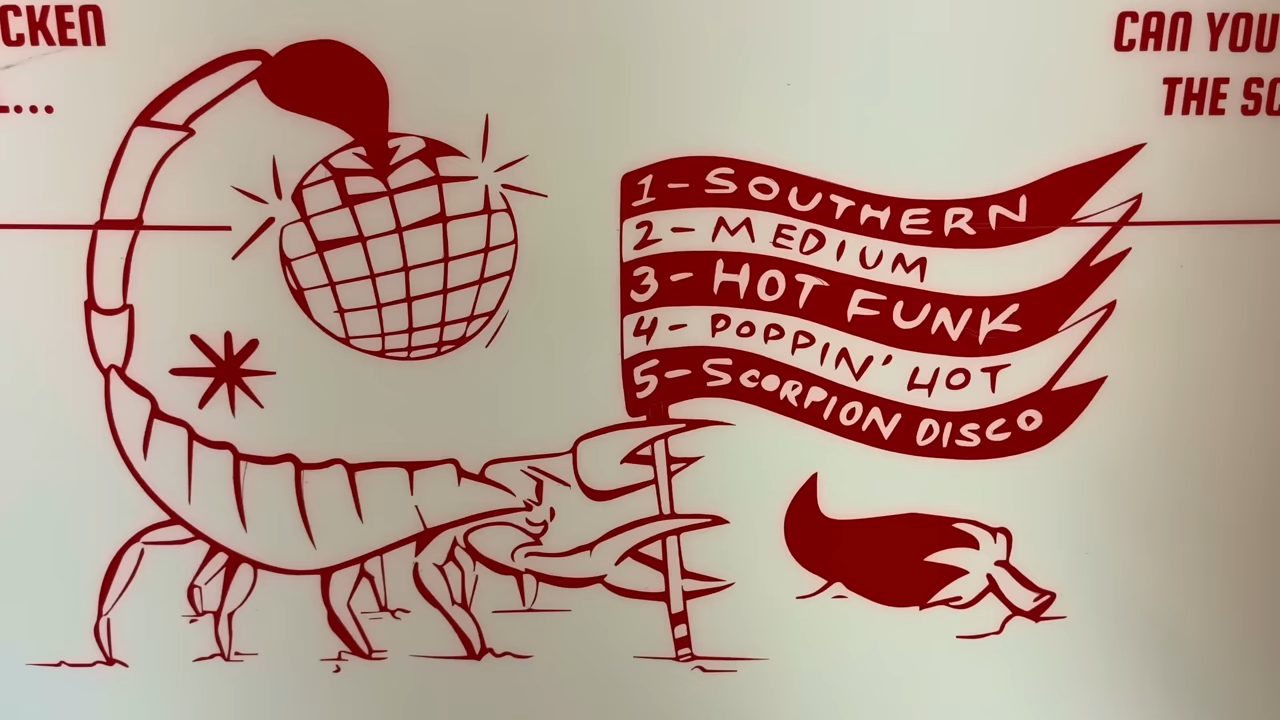 CKEN
....
CAN YOU
THE SC
1-SOUTHERN
2-MEDIUM
3-HOT FUNK
4-POPPIN' HOT
5-SCORPION DISCO